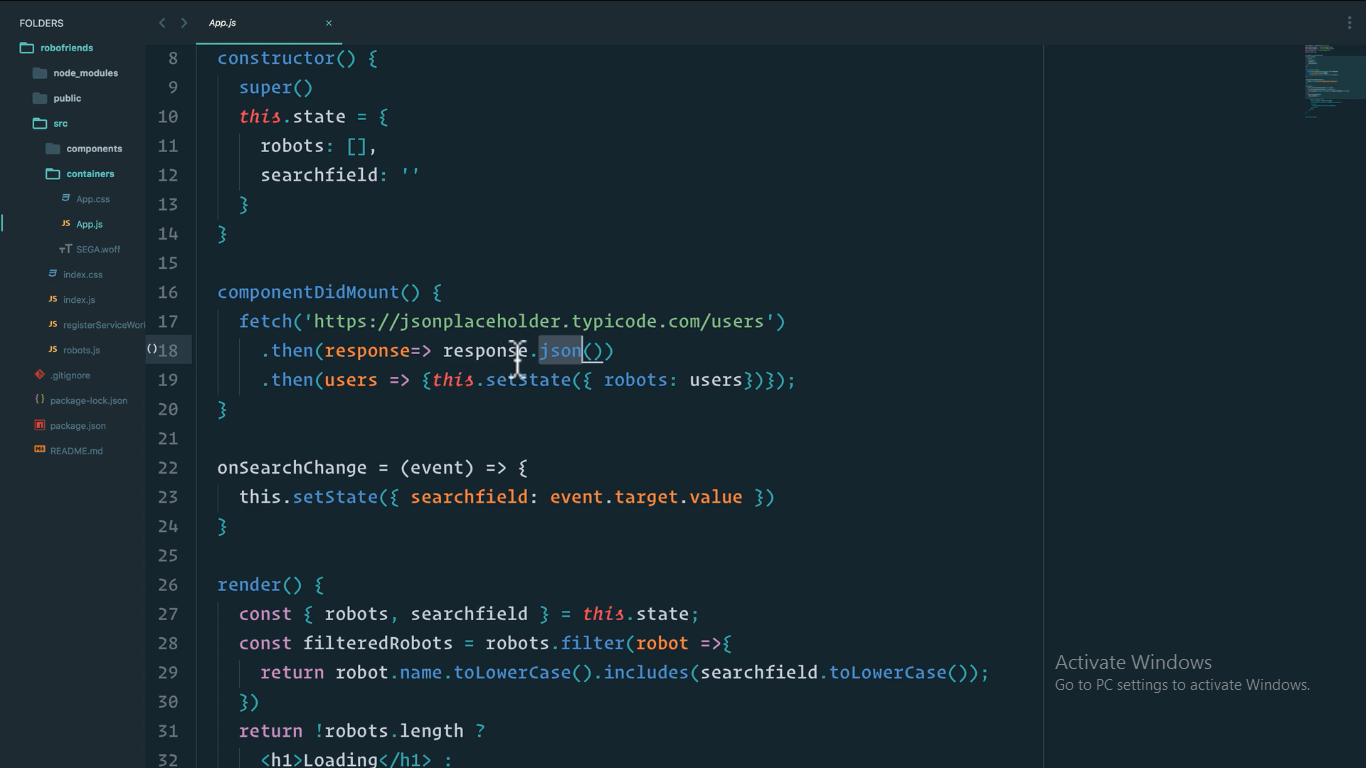 FOLDERS
robofriends
node_modules
public
src
components
containers
App.css
JS App.js
SEGA.woff
index.css
JS index.js
JS registerServiceWor
JS robots.js
.gitignore
package-lock.json
package.json
README.md
App.js ×
8 constructor() {
9 super()
10 this.state = {
11 robots: [],
12 searchfield: ''
13 }
14 }
15
16 componentDidMount() {
17 fetch('https://jsonplaceholder.typicode.com/users')
18 .then(response=> response.json())
19 .then(users => {this.setState({ robots: users})});
20 }
21
22 onSearchChange = (event) => {
23 this.setState({ searchfield: event.target.value })
24 }
25
26 render() {
27 const { robots, searchfield } = this.state;
28 const filteredRobots = robots.filter(robot =>{
29 return robot.name.toLowerCase().includes(searchfield.toLowerCase());
30 })
31 return !robots.length ?
32 <h1>Loading</h1> :
Activate Windows
Go to PC settings to activate Windows.